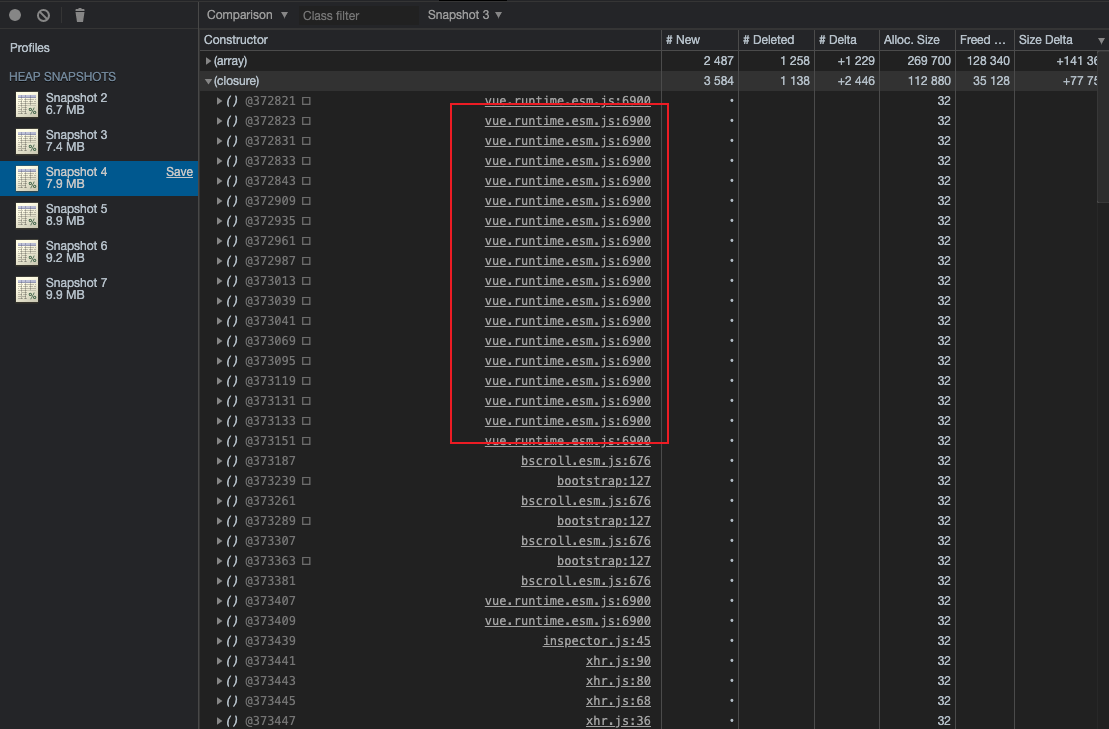 Comparison ▼ Class filter Snapshot 3 ▼
Profiles
HEAP SNAPSHOTS
Snapshot 2
6.7 MB
Snapshot 3
7.4 MB
Snapshot 4 Save
7.9 MB
Snapshot 5
8.9 MB
Snapshot 6
9.2 MB
Snapshot 7
9.9 MB
Constructor # New # Deleted # Delta Alloc. Size Freed ... Size Delta ▼
▶(array) 2 487 1 258 +1 229 269 700 128 340 +141 36
▼(closure) 3 584 1 138 +2 446 112 880 35 128 +77 75
▶() @372821 □ vue.runtime.esm.js:6900 • 32
▶() @372823 □ vue.runtime.esm.js:6900 • 32
▶() @372831 □ vue.runtime.esm.js:6900 • 32
▶() @372833 □ vue.runtime.esm.js:6900 • 32
▶() @372843 □ vue.runtime.esm.js:6900 • 32
▶() @372909 □ vue.runtime.esm.js:6900 • 32
▶() @372935 □ vue.runtime.esm.js:6900 • 32
▶() @372961 □ vue.runtime.esm.js:6900 • 32
▶() @372987 □ vue.runtime.esm.js:6900 • 32
▶() @373013 □ vue.runtime.esm.js:6900 • 32
▶() @373039 □ vue.runtime.esm.js:6900 • 32
▶() @373041 □ vue.runtime.esm.js:6900 • 32
▶() @373069 □ vue.runtime.esm.js:6900 • 32
▶() @373095 □ vue.runtime.esm.js:6900 • 32
▶() @373119 □ vue.runtime.esm.js:6900 • 32
▶() @373131 □ vue.runtime.esm.js:6900 • 32
▶() @373133 □ vue.runtime.esm.js:6900 • 32
▶() @373151 □ vue.runtime.esm.js:6900 • 32
▶() @373187 bscroll.esm.js:676 • 32
▶() @373239 □ bootstrap:127 • 32
▶() @373261 bscroll.esm.js:676 • 32
▶() @373289 □ bootstrap:127 • 32
▶() @373307 bscroll.esm.js:676 • 32
▶() @373363 □ bootstrap:127 • 32
▶() @373381 bscroll.esm.js:676 • 32
▶() @373407 vue.runtime.esm.js:6900 • 32
▶() @373409 vue.runtime.esm.js:6900 • 32
▶() @373439 inspector.js:45 • 32
▶() @373441 xhr.js:90 • 32
▶() @373443 xhr.js:80 • 32
▶() @373445 xhr.js:68 • 32
▶() @373447 xhr.js:36 • 32